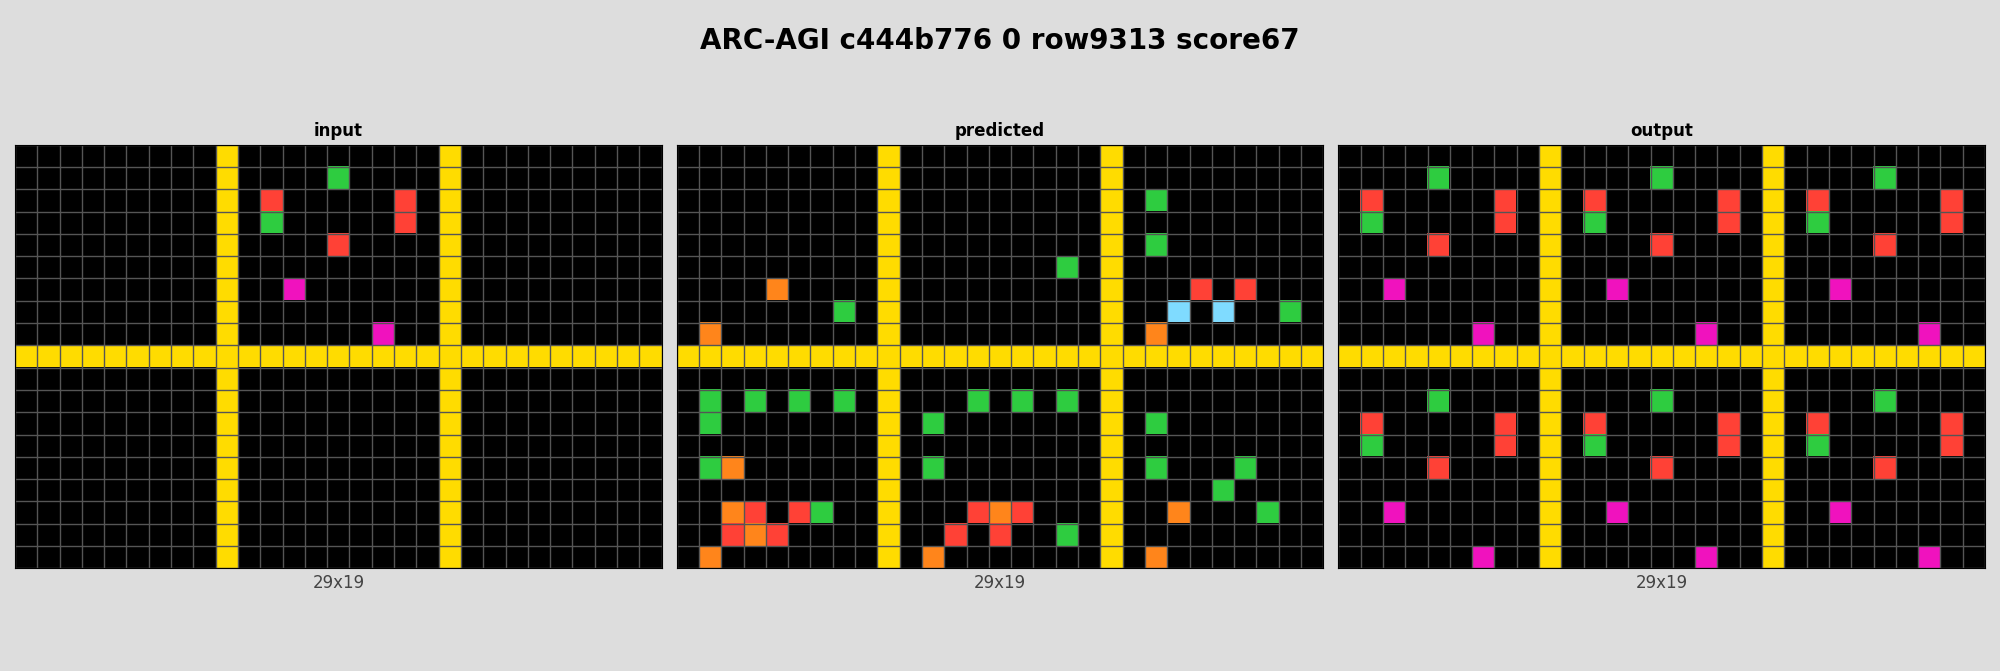 ARC-AGI c444b776 0 row9313 score67
input
predicted
output
29x19
29x19
29x19